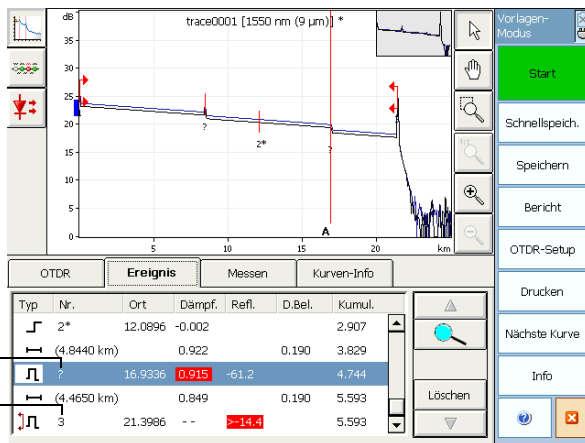 dB
trace0001 [1550 nm (9 µm)] *
35
30
25
20
15
10
5
0
?
2*
?
A
5
10
15
20
km
Vorlagen-
Modus
Start
Schnellspeich.
Speichern
Bericht
OTDR-Setup
Drucken
Nächste Kurve
Info
OTDR
Ereignis
Messen
Kurven-Info
Typ Nr. Ort Dämpf. Refl. D.Bel. Kumul.
2* 12.0896 -0.002 2.907
(4.8440 km) 0.922 0.190 3.829
? 16.9336 0.915 -61.2 4.744
(4.4650 km) 0.849 0.190 5.593
3 21.3986 -- >-14.4 5.593
Löschen